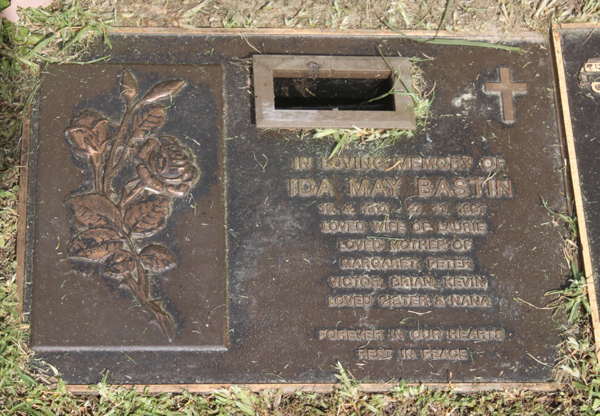 IN LOVING MEMORY OF
IDA MAY BASTIN
LOVED WIFE OF LAURIE
LOVED MOTHER OF
MARGARET PETER
VICTOR BRIAN KEVIN
LOVED SISTER & NANA
FOREVER IN OUR HEARTS
REST IN PEACE